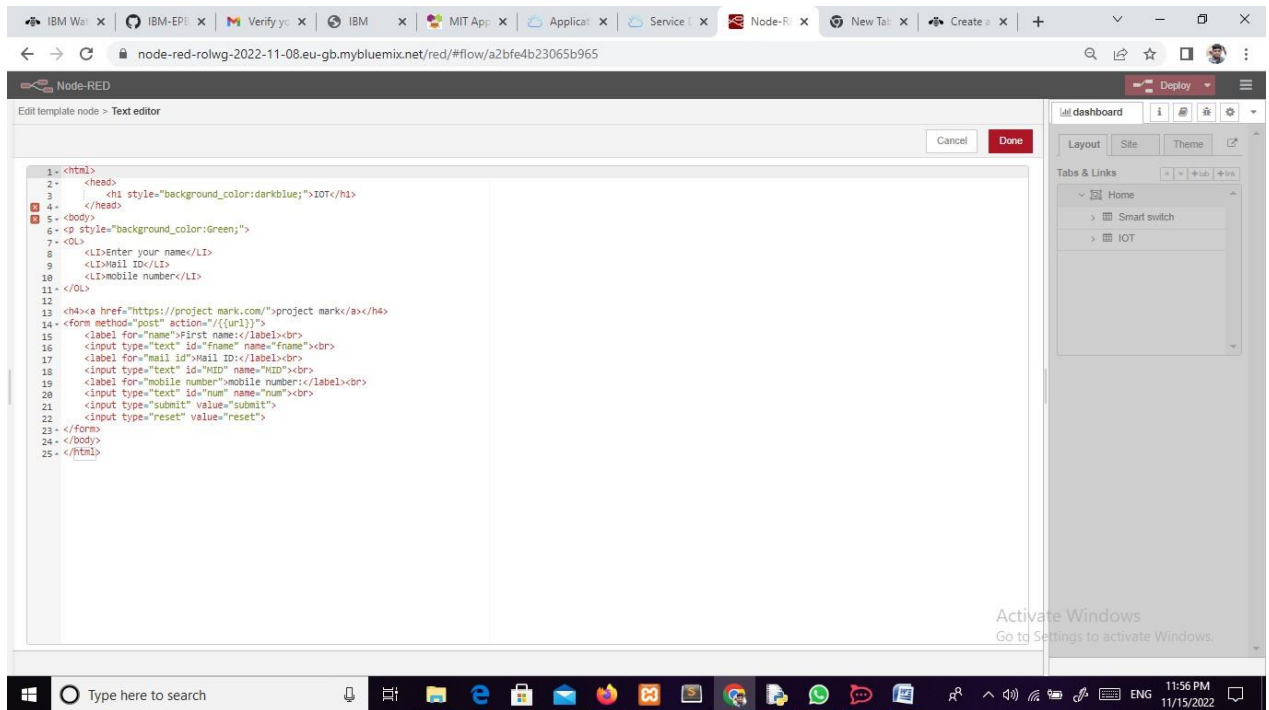 IBM Wat
IBM-EPB
Verify yo
IBM
MIT App
Applicat
Service D
Node-R
New Tab
Create a
node-red-rolwg-2022-11-08.eu-gb.mybluemix.net/red/#flow/a2bfe4b23065b965
Node-RED
Deploy
Edit template node > Text editor
dashboard
Cancel Done
Layout Site Theme
Tabs & Links
tab link
Home
Smart switch
IOT
1 <html>
2 <head>
3 <h1 style="background_color:darkblue;">IOT</h1>
4 </head>
5 <body>
6 <p style="background_color:Green;">
7 <OL>
8 <LI>Enter your name</LI>
9 <LI>Mail ID</LI>
10 <LI>mobile number</LI>
11 </OL>
12
13 <h4><a href="https://project mark.com/">project mark</a></h4>
14 <form method="post" action="/{{url}}">
15 <label for="name">First name:</label><br>
16 <input type="text" id="fname" name="fname"><br>
17 <label for="mail id">Mail ID:</label><br>
18 <input type="text" id="MID" name="MID"><br>
19 <label for="mobile number">mobile number:</label><br>
20 <input type="text" id="num" name="num"><br>
21 <input type="submit" value="submit">
22 <input type="reset" value="reset">
23 </form>
24 </body>
25 </html>
Activate Windows
Go to Settings to activate Windows.
Type here to search
ENG
11:56 PM
11/15/2022